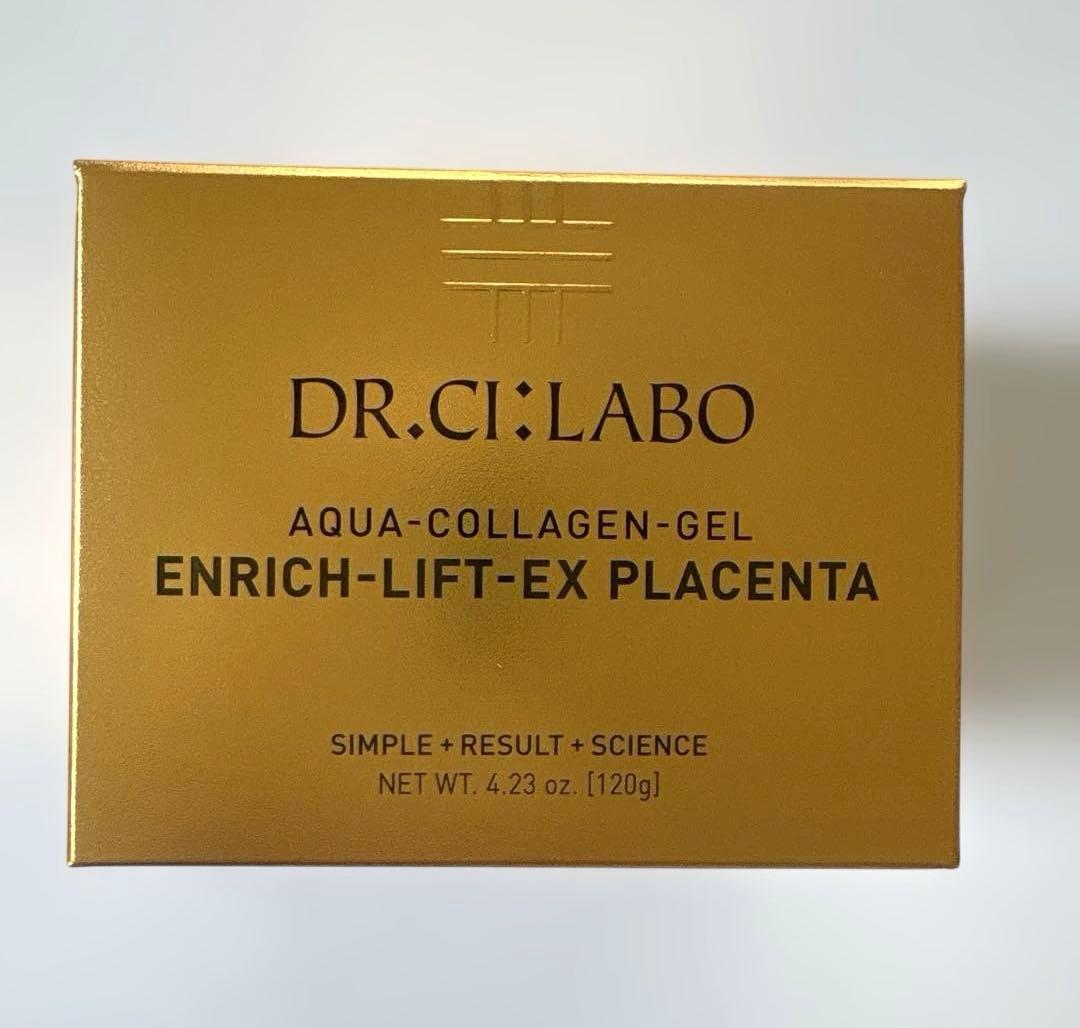 DR.CI:LABO
AQUA-COLLAGEN-GEL
ENRICH-LIFT-EX PLACENTA
SIMPLE + RESULT + SCIENCE
NET WT. 4.23 oz. [120g]